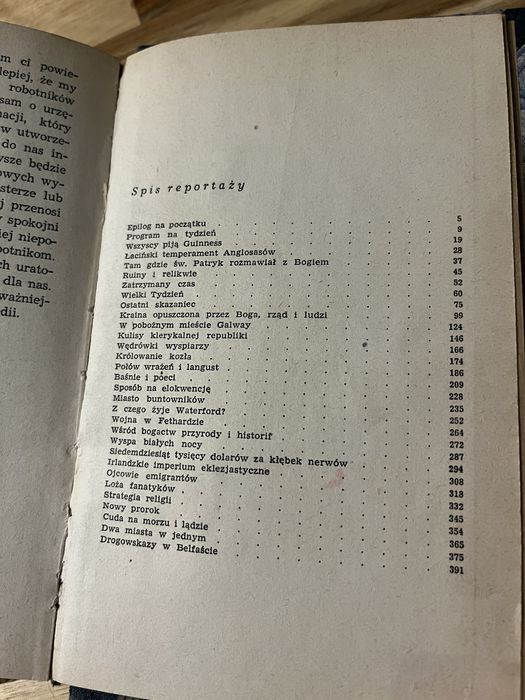 m ci powie-
lepiej, że my
robotników
sam o urzę-
nacji, który
w utworze-
do nas in-
wsze będzie
owych wy-
sterze lub
j przenosi
spokojni
iej niepo-
botnikom.
ch urato-
dla nas.
ważniej-
dii.
Spis reportaży
Epilog na początku 5
Program na tydzień 9
Wszyscy piją Guinness 19
Łaciński temperament Anglosasów 28
Tam gdzie św. Patryk rozmawiał z Bogiem 37
Ruiny i relikwie 45
Zatrzymany czas 52
Wielki Tydzień 60
Ostatni skazaniec 75
Kraina opuszczona przez Boga, rząd i ludzi 99
W pobożnym mieście Galway 124
Kulisy klerykalnej republiki 146
Wędrówki wyspiarzy 166
Królowanie kozła 174
Połów wrażeń i langust 186
Baśnie i poeci 209
Sposób na elokwencję 228
Miasto buntowników 235
Z czego żyje Waterford? 252
Wojna w Fethardzie 264
Wśród bogactw przyrody i historii 272
Wyspa białych nocy 287
Siedemdziesiąt tysięcy dolarów za kłębek nerwów 294
Irlandzkie imperium eklezjastyczne 308
Ojcowie emigrantów 318
Loża fanatyków 332
Strategia religii 345
Nowy prorok 354
Cuda na morzu i lądzie 365
Dwa miasta w jednym 375
Drogowskazy w Belfaście 391